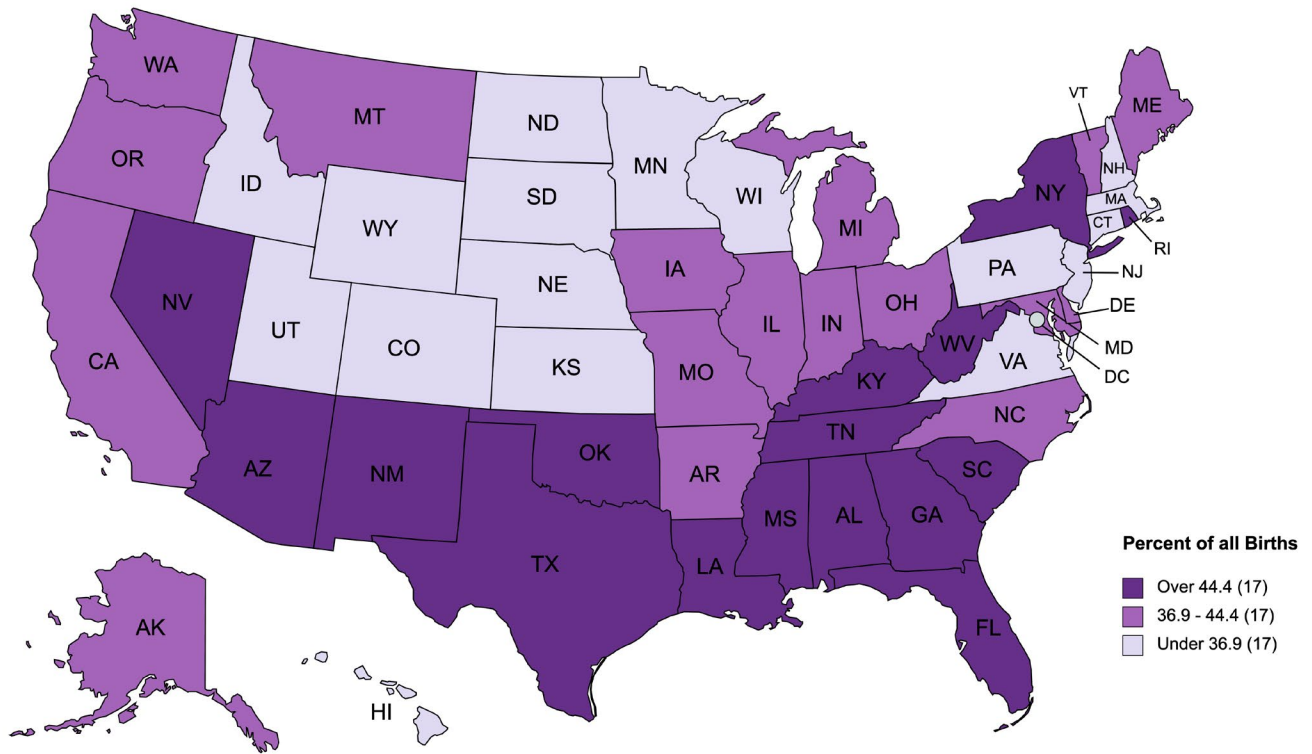 WA
MT
ND
MN
VT
ME
OR
ID
SD
WI
NH
NY
MA
WY
MI
CT
RI
IA
PA
NJ
NV
NE
OH
DE
UT
IL
IN
CA
CO
WV
MD
KS
MO
KY
VA
DC
NC
TN
AZ
NM
OK
AR
SC
MS
AL
GA
TX
LA
Percent of all Births
Over 44.4 (17)
36.9 - 44.4 (17)
Under 36.9 (17)
AK
FL
HI